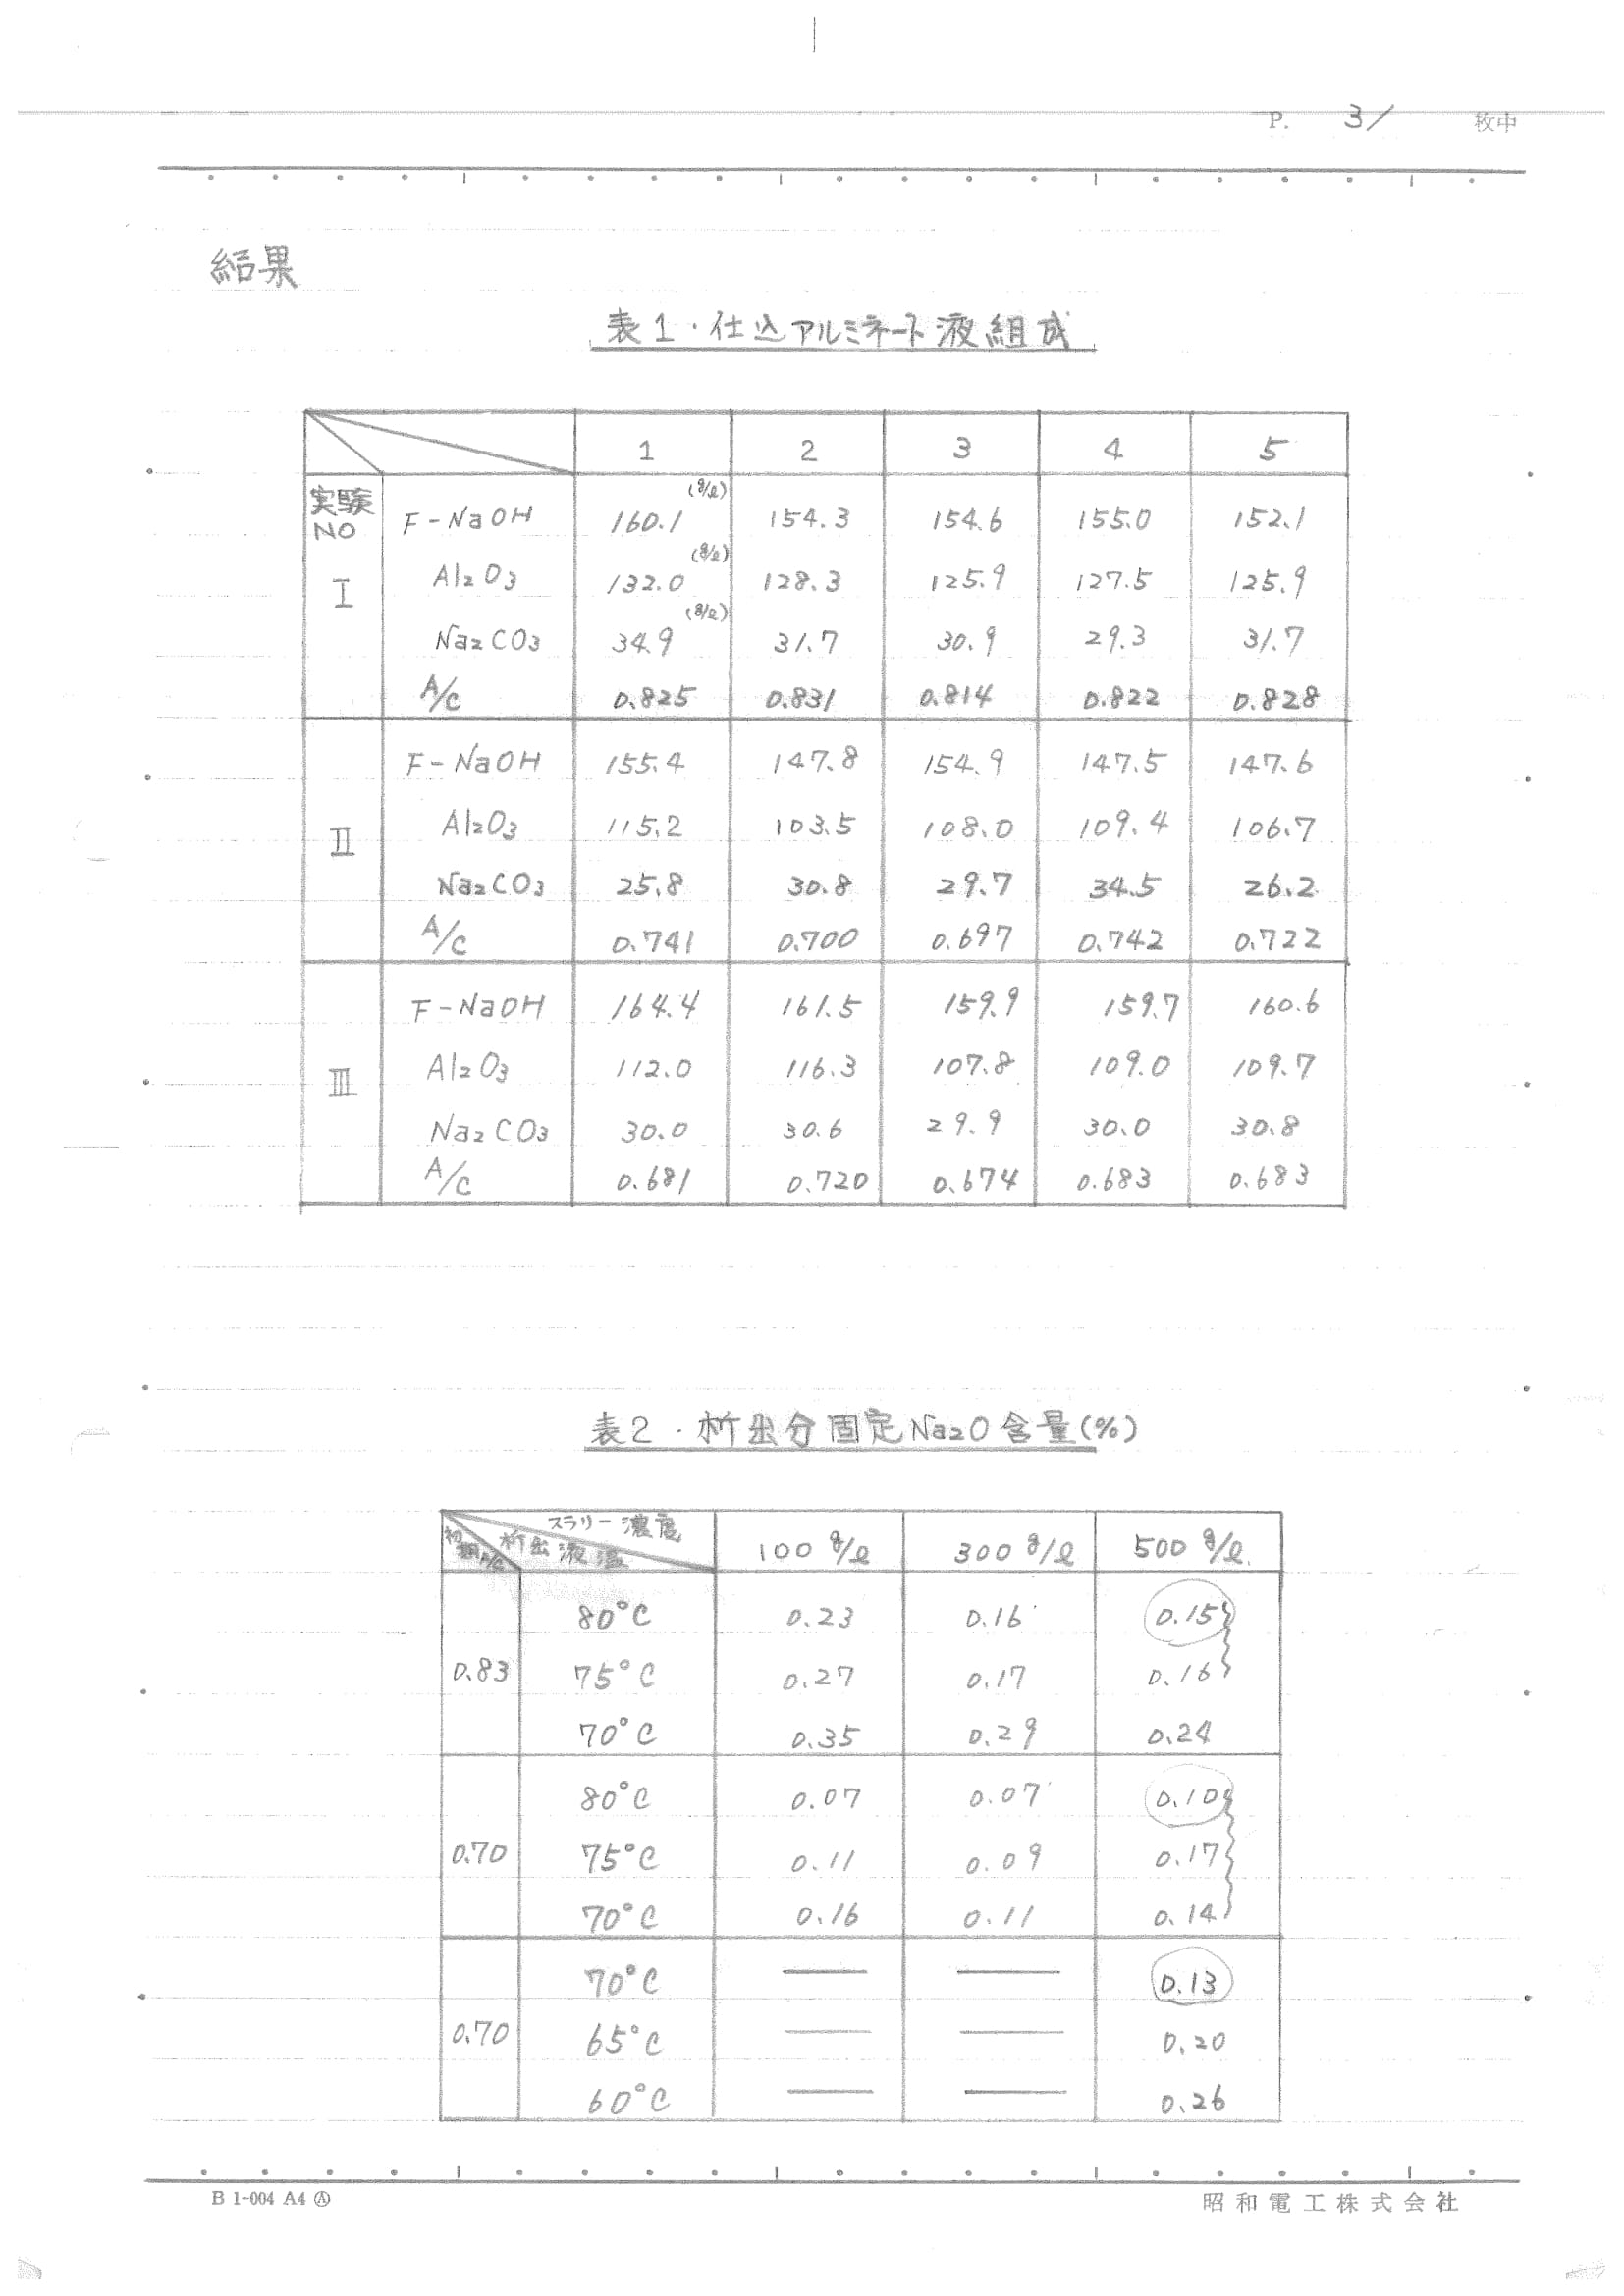 P. 3/ 枚中
結果
表1.仕込アルミネート液組成
1 2 3 4 5
実験NO I F-NaOH 160.1 (g/l) 154.3 154.6 155.0 152.1
Al₂O₃ 132.0 (g/l) 128.3 125.9 127.5 125.9
Na₂CO₃ 34.9 (g/l) 31.7 30.9 29.3 31.7
A/C 0.825 0.831 0.814 0.822 0.828
II F-NaOH 155.4 147.8 154.9 147.5 147.6
Al₂O₃ 115.2 103.5 108.0 109.4 106.7
Na₂CO₃ 25.8 30.8 29.7 34.5 26.2
A/C 0.741 0.700 0.697 0.742 0.722
III F-NaOH 164.4 161.5 159.9 159.7 160.6
Al₂O₃ 112.0 116.3 107.8 109.0 109.7
Na₂CO₃ 30.0 30.6 29.9 30.0 30.8
A/C 0.681 0.720 0.674 0.683 0.683
表2.析出分固定Na₂O含量(%)
初期A/C 析出液温 スラリー濃度 100 g/l 300 g/l 500 g/l
0.83 80°C 0.23 0.16 0.15
75°C 0.27 0.17 0.16
70°C 0.35 0.29 0.24
0.70 80°C 0.07 0.07 0.10
75°C 0.11 0.09 0.17
70°C 0.16 0.11 0.14
0.70 70°C — — 0.13
65°C — — 0.20
60°C — — 0.26
B 1-004 A4 Ⓐ
昭和電工株式会社